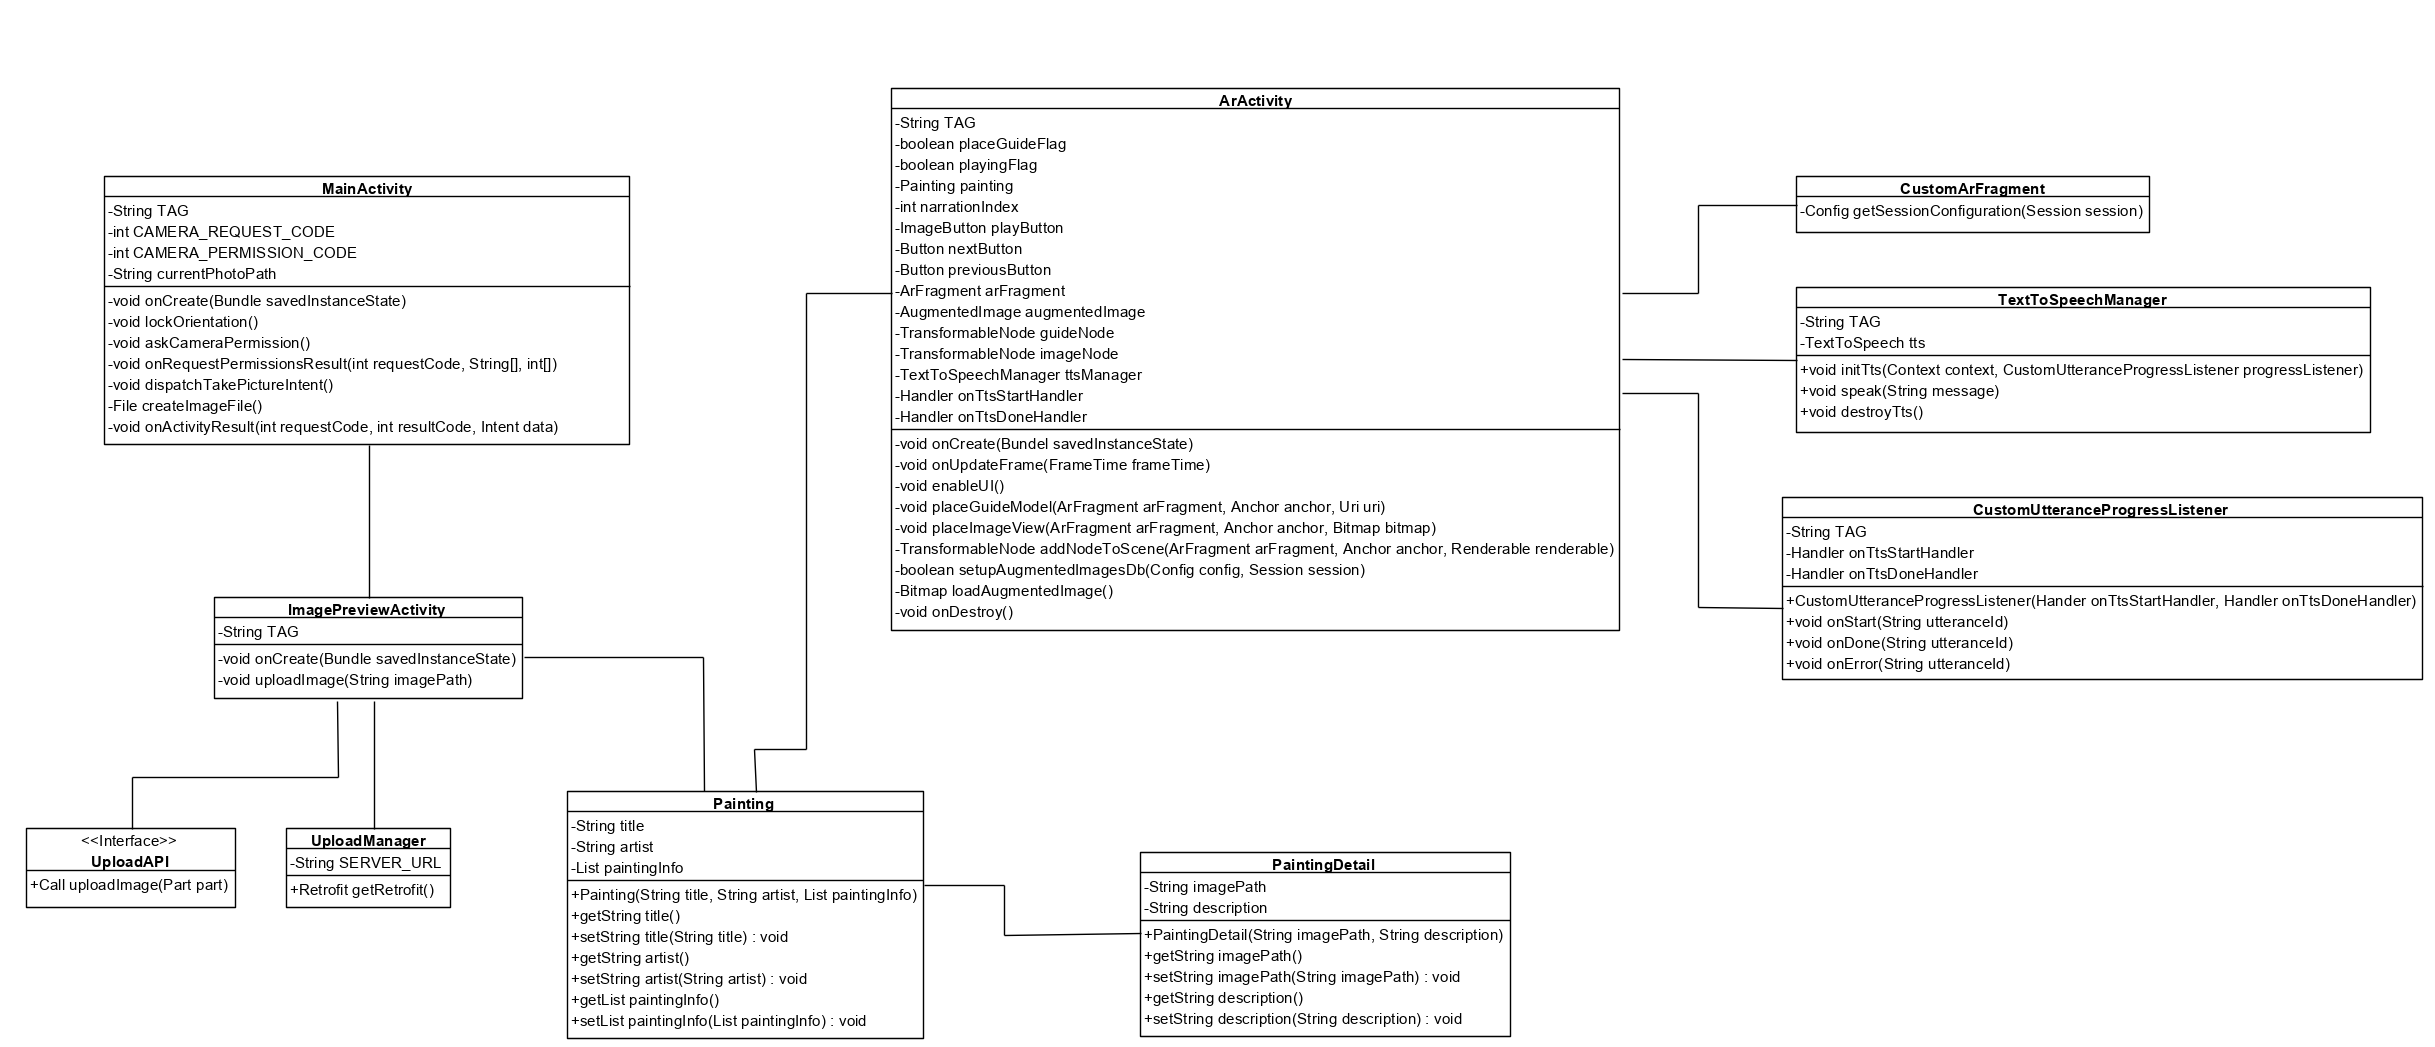 MainActivity
-String TAG
-int CAMERA_REQUEST_CODE
-int CAMERA_PERMISSION_CODE
-String currentPhotoPath
-void onCreate(Bundle savedInstanceState)
-void lockOrientation()
-void askCameraPermission()
-void onRequestPermissionsResult(int requestCode, String[], int[])
-void dispatchTakePictureIntent()
-File createImageFile()
-void onActivityResult(int requestCode, int resultCode, Intent data)
ImagePreviewActivity
-String TAG
-void onCreate(Bundle savedInstanceState)
-void uploadImage(String imagePath)
<<Interface>>
UploadAPI
+Call uploadImage(Part part)
UploadManager
-String SERVER_URL
+Retrofit getRetrofit()
Painting
-String title
-String artist
-List paintingInfo
+Painting(String title, String artist, List paintingInfo)
+getString title()
+setString title(String title) : void
+getString artist()
+setString artist(String artist) : void
+getList paintingInfo()
+setList paintingInfo(List paintingInfo) : void
ArActivity
-String TAG
-boolean placeGuideFlag
-boolean playingFlag
-Painting painting
-int narrationIndex
-ImageButton playButton
-Button nextButton
-Button previousButton
-ArFragment arFragment
-AugmentedImage augmentedImage
-TransformableNode guideNode
-TransformableNode imageNode
-TextToSpeechManager ttsManager
-Handler onTtsStartHandler
-Handler onTtsDoneHandler
-void onCreate(Bundel savedInstanceState)
-void onUpdateFrame(FrameTime frameTime)
-void enableUI()
-void placeGuideModel(ArFragment arFragment, Anchor anchor, Uri uri)
-void placeImageView(ArFragment arFragment, Anchor anchor, Bitmap bitmap)
-TransformableNode addNodeToScene(ArFragment arFragment, Anchor anchor, Renderable renderable)
-boolean setupAugmentedImagesDb(Config config, Session session)
-Bitmap loadAugmentedImage()
-void onDestroy()
PaintingDetail
-String imagePath
-String description
+PaintingDetail(String imagePath, String description)
+getString imagePath()
+setString imagePath(String imagePath) : void
+getString description()
+setString description(String description) : void
CustomArFragment
-Config getSessionConfiguration(Session session)
TextToSpeechManager
-String TAG
-TextToSpeech tts
+void initTts(Context context, CustomUtteranceProgressListener progressListener)
+void speak(String message)
+void destroyTts()
CustomUtteranceProgressListener
-String TAG
-Handler onTtsStartHandler
-Handler onTtsDoneHandler
+CustomUtteranceProgressListener(Hander onTtsStartHandler, Handler onTtsDoneHandler)
+void onStart(String utteranceId)
+void onDone(String utteranceId)
+void onError(String utteranceId)